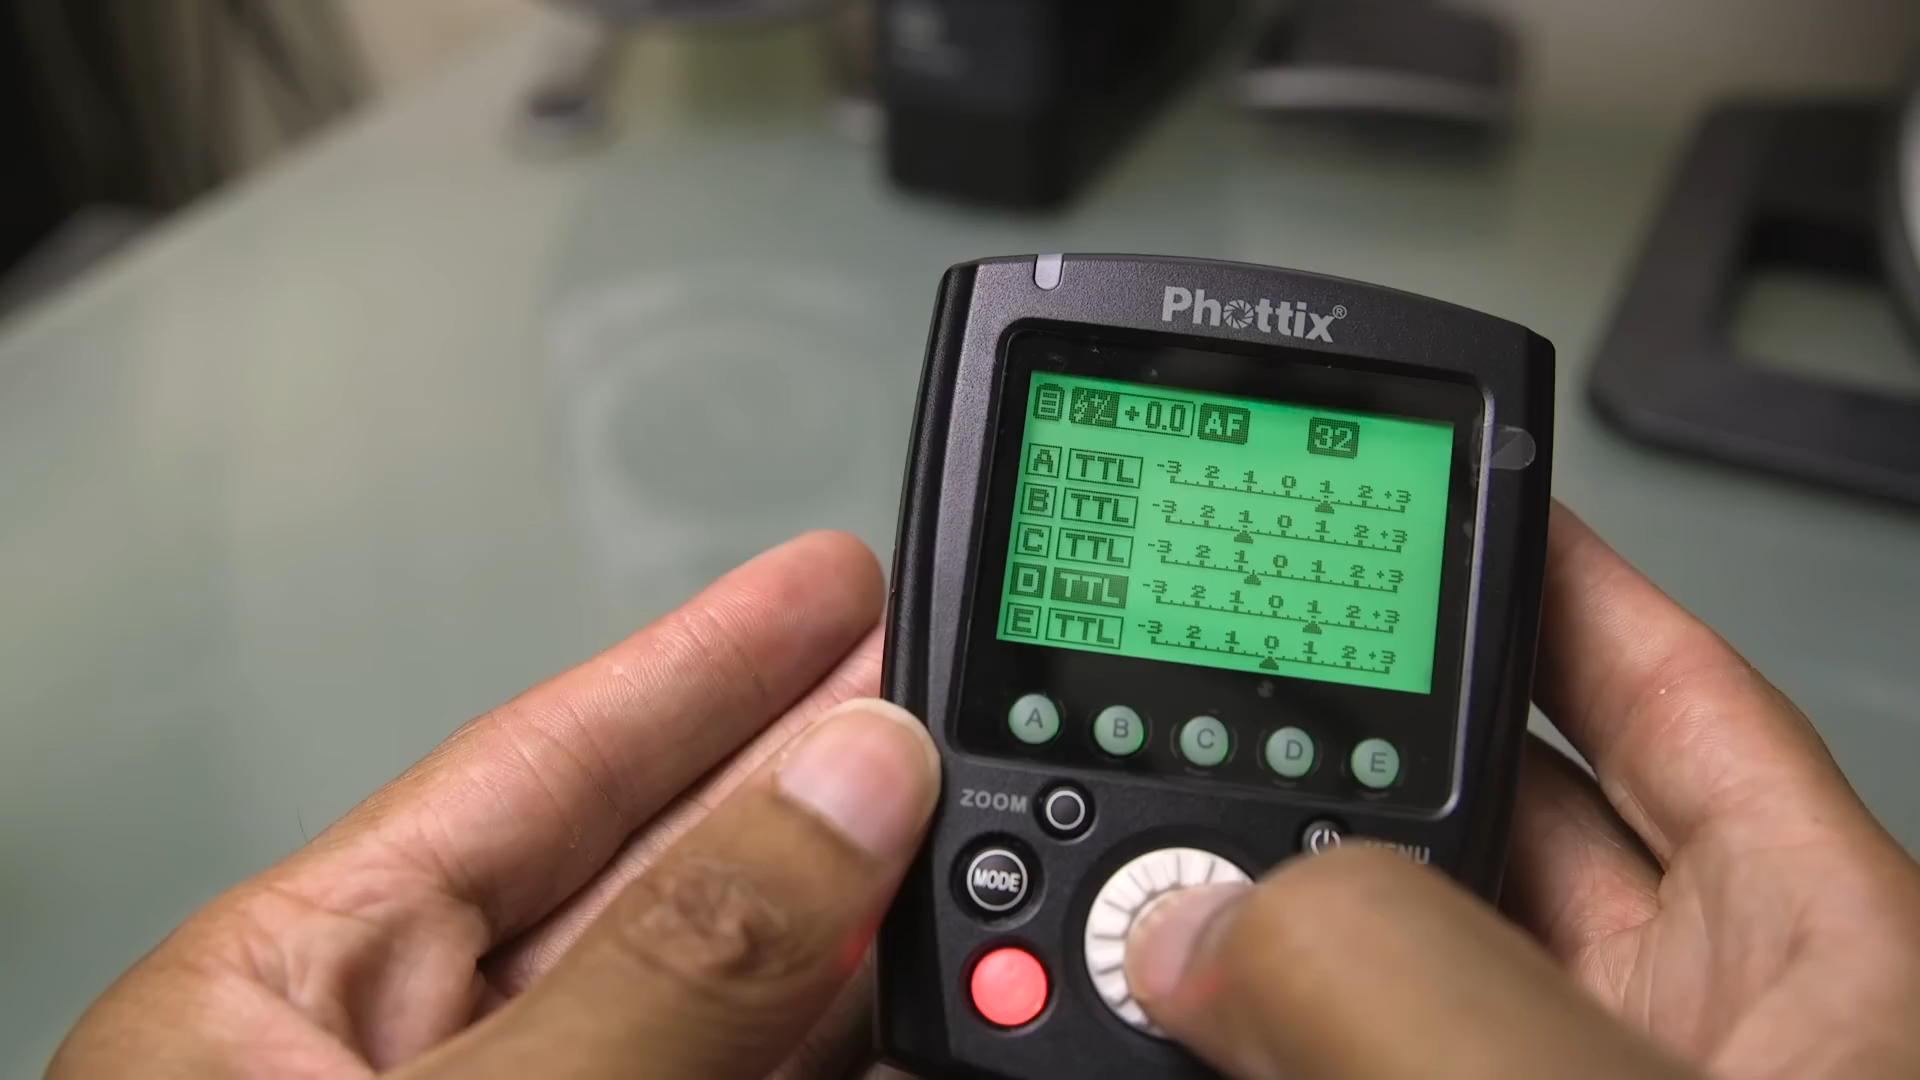 Phottix®
+0.0 AF 32
A TTL -3 2 1 0 1 2 +3
B TTL -3 2 1 0 1 2 +3
C TTL -3 2 1 0 1 2 +3
D TTL -3 2 1 0 1 2 +3
E TTL -3 2 1 0 1 2 +3
A B C D E
ZOOM
MENU
MODE